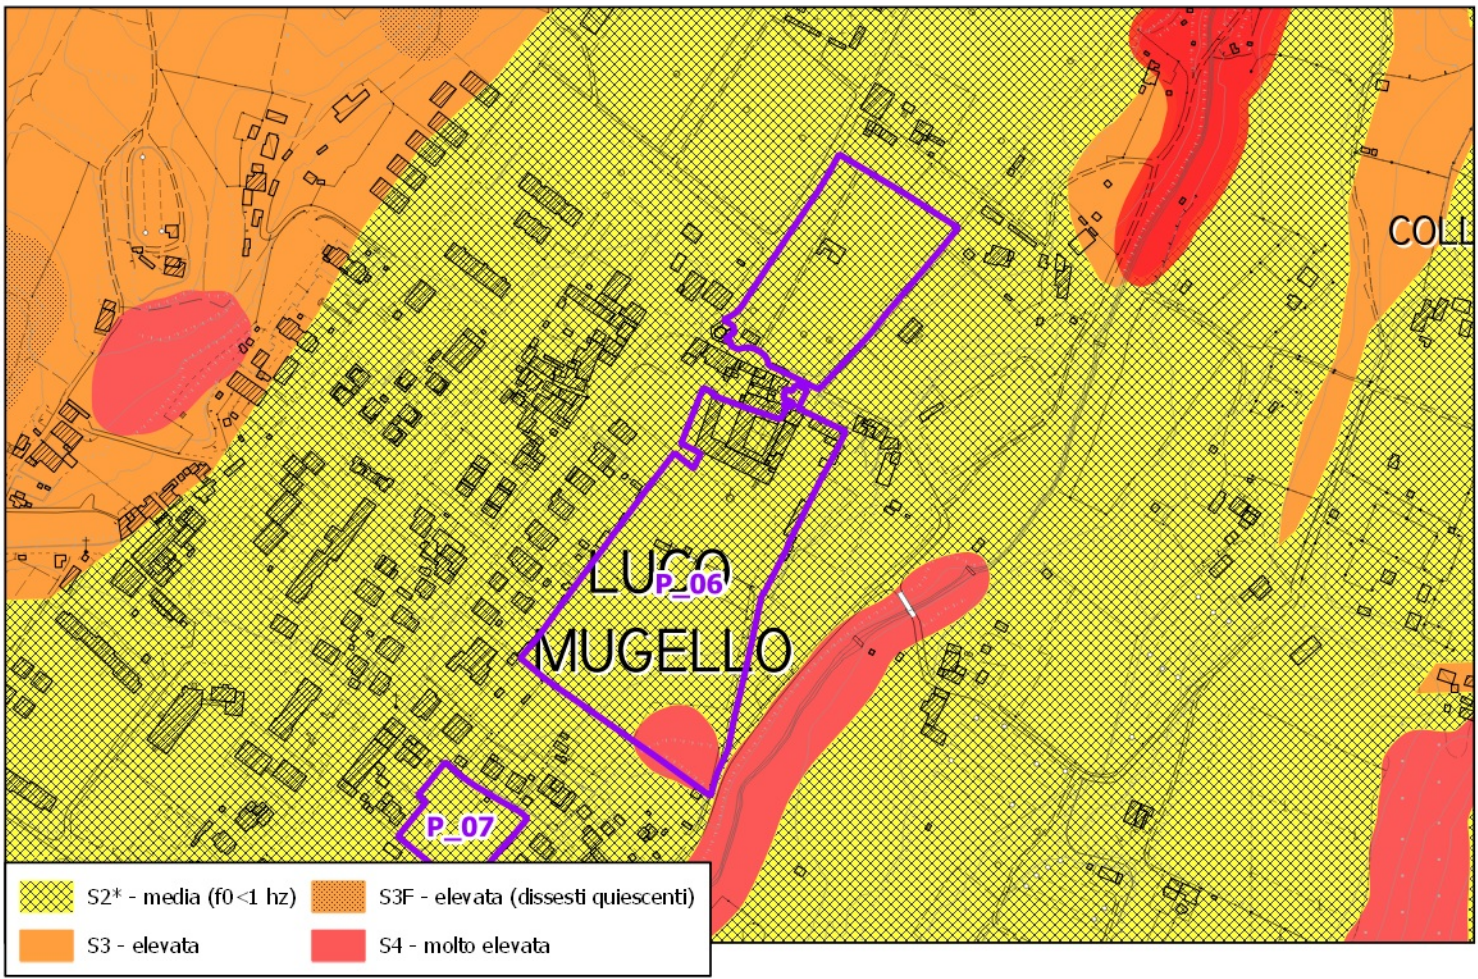 COLL
LUCO
P_06
MUGELLO
P_07
S2* - media (f0<1 hz)
S3F - elevata (dissesti quiescenti)
S3 - elevata
S4 - molto elevata